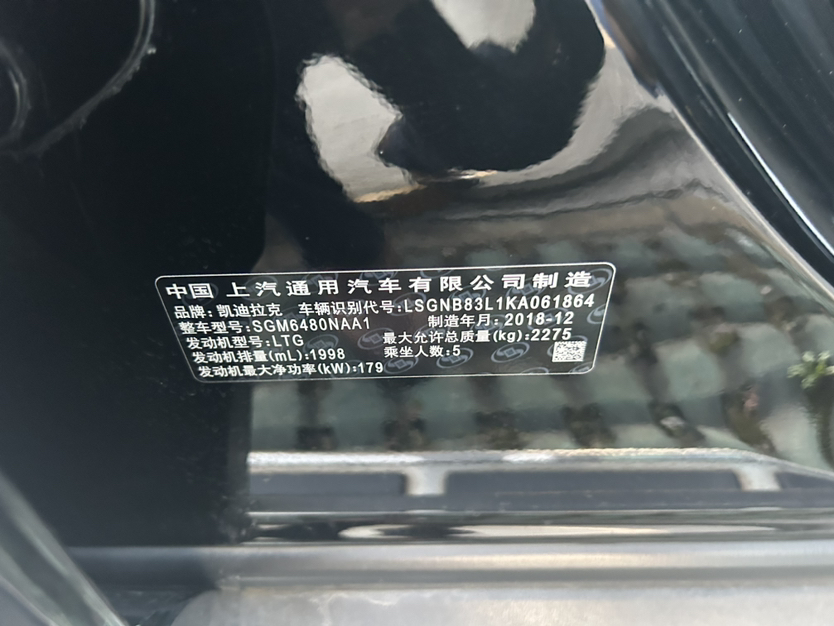 中国 上汽通用汽车有限公司制造
品牌:凯迪拉克 车辆识别代号:LSGNB83L1KA061864
整车型号:SGM6480NAA1 制造年月:2018-12
发动机型号:LTG 最大允许总质量(kg):2275
发动机排量(mL):1998 乘坐人数:5
发动机最大净功率(kW):179